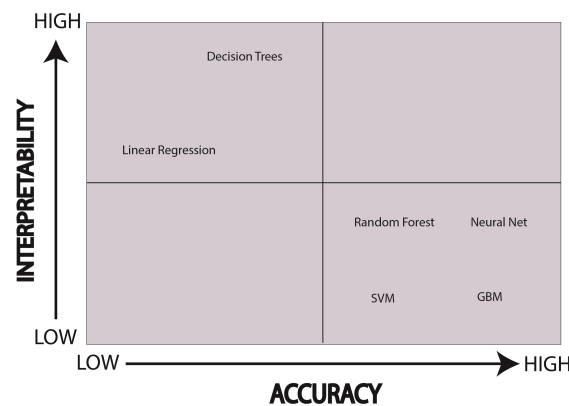 HIGH
Decision Trees
Linear Regression
INTERPRETABILITY
Random Forest Neural Net
SVM GBM
LOW
LOW HIGH
ACCURACY